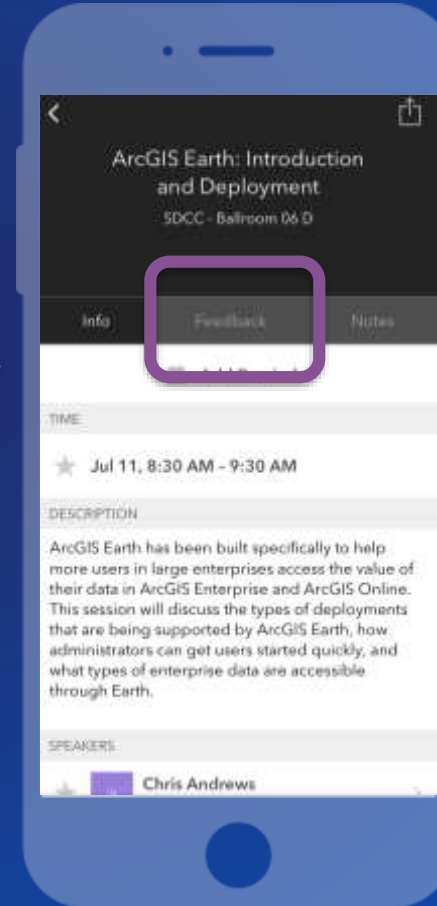 ArcGIS Earth: Introduction
and Deployment
SDCC - Ballroom 06 D
Info Feedback Notes
TIME
Jul 11, 8:30 AM - 9:30 AM
DESCRIPTION
ArcGIS Earth has been built specifically to help
more users in large enterprises access the value of
their data in ArcGIS Enterprise and ArcGIS Online.
This session will discuss the types of deployments
that are being supported by ArcGIS Earth, how
administrators can get users started quickly, and
what types of enterprise data are accessible
through Earth.
SPEAKERS
Chris Andrews